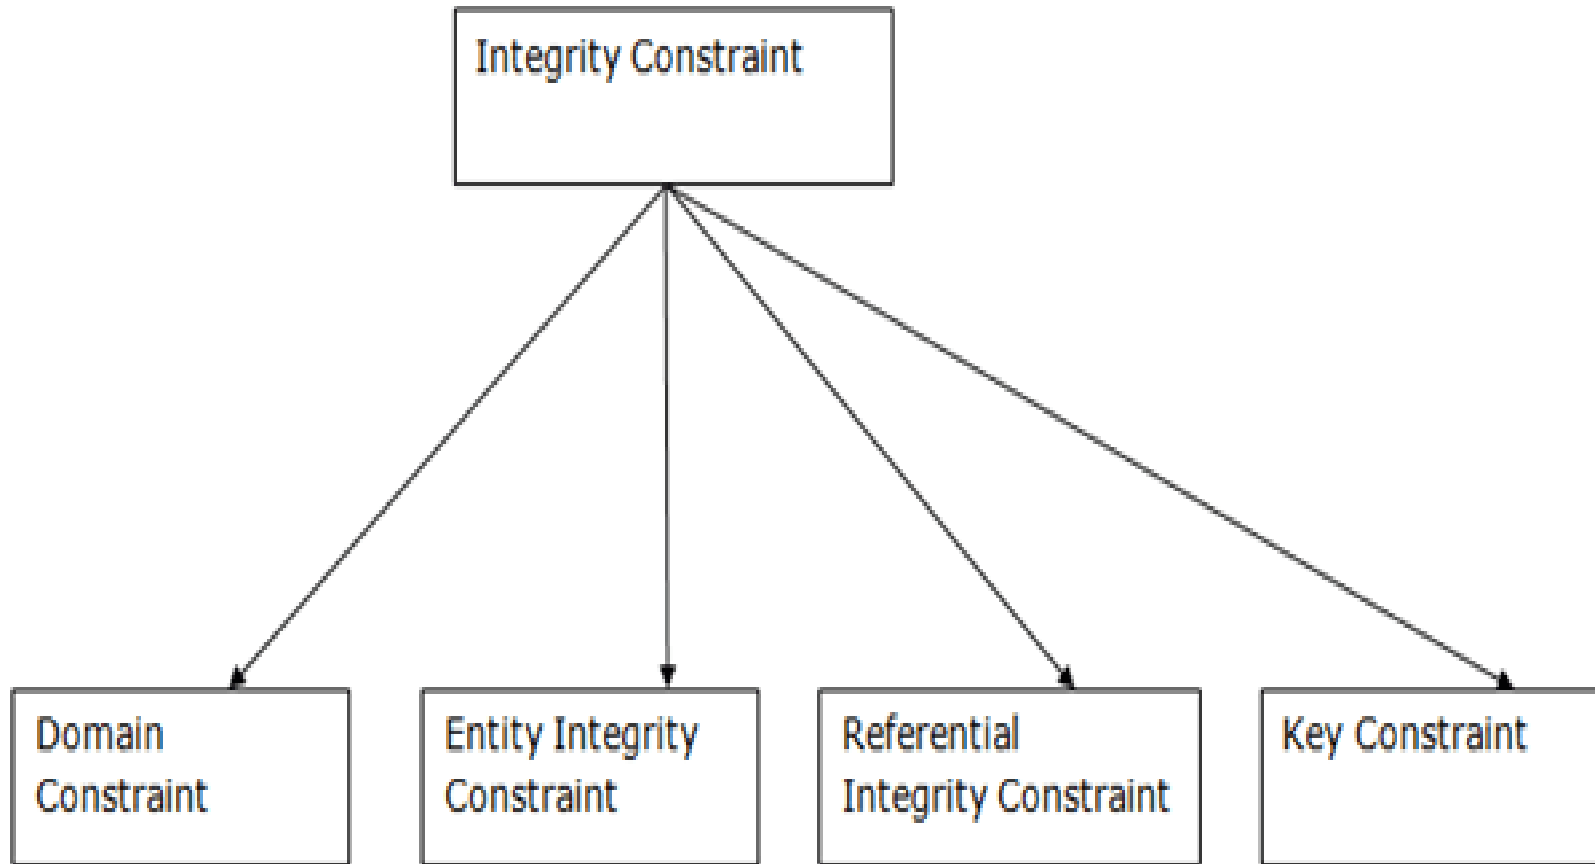 Integrity Constraint
Domain
Constraint
Entity Integrity
Constraint
Referential
Integrity Constraint
Key Constraint